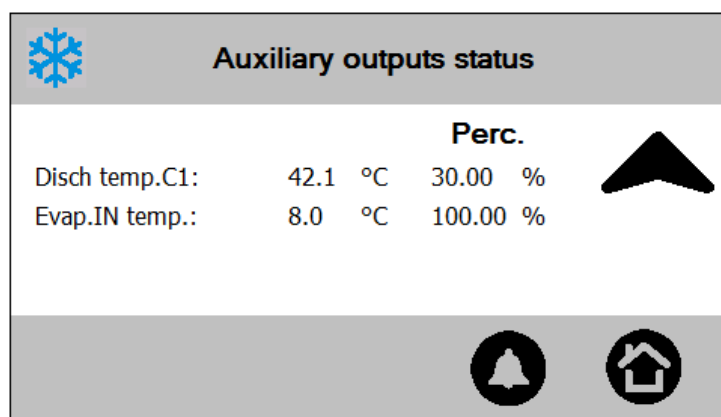 Auxiliary outputs status
Perc.
Disch temp.C1: 42.1 °C 30.00 %
Evap.IN temp.: 8.0 °C 100.00 %